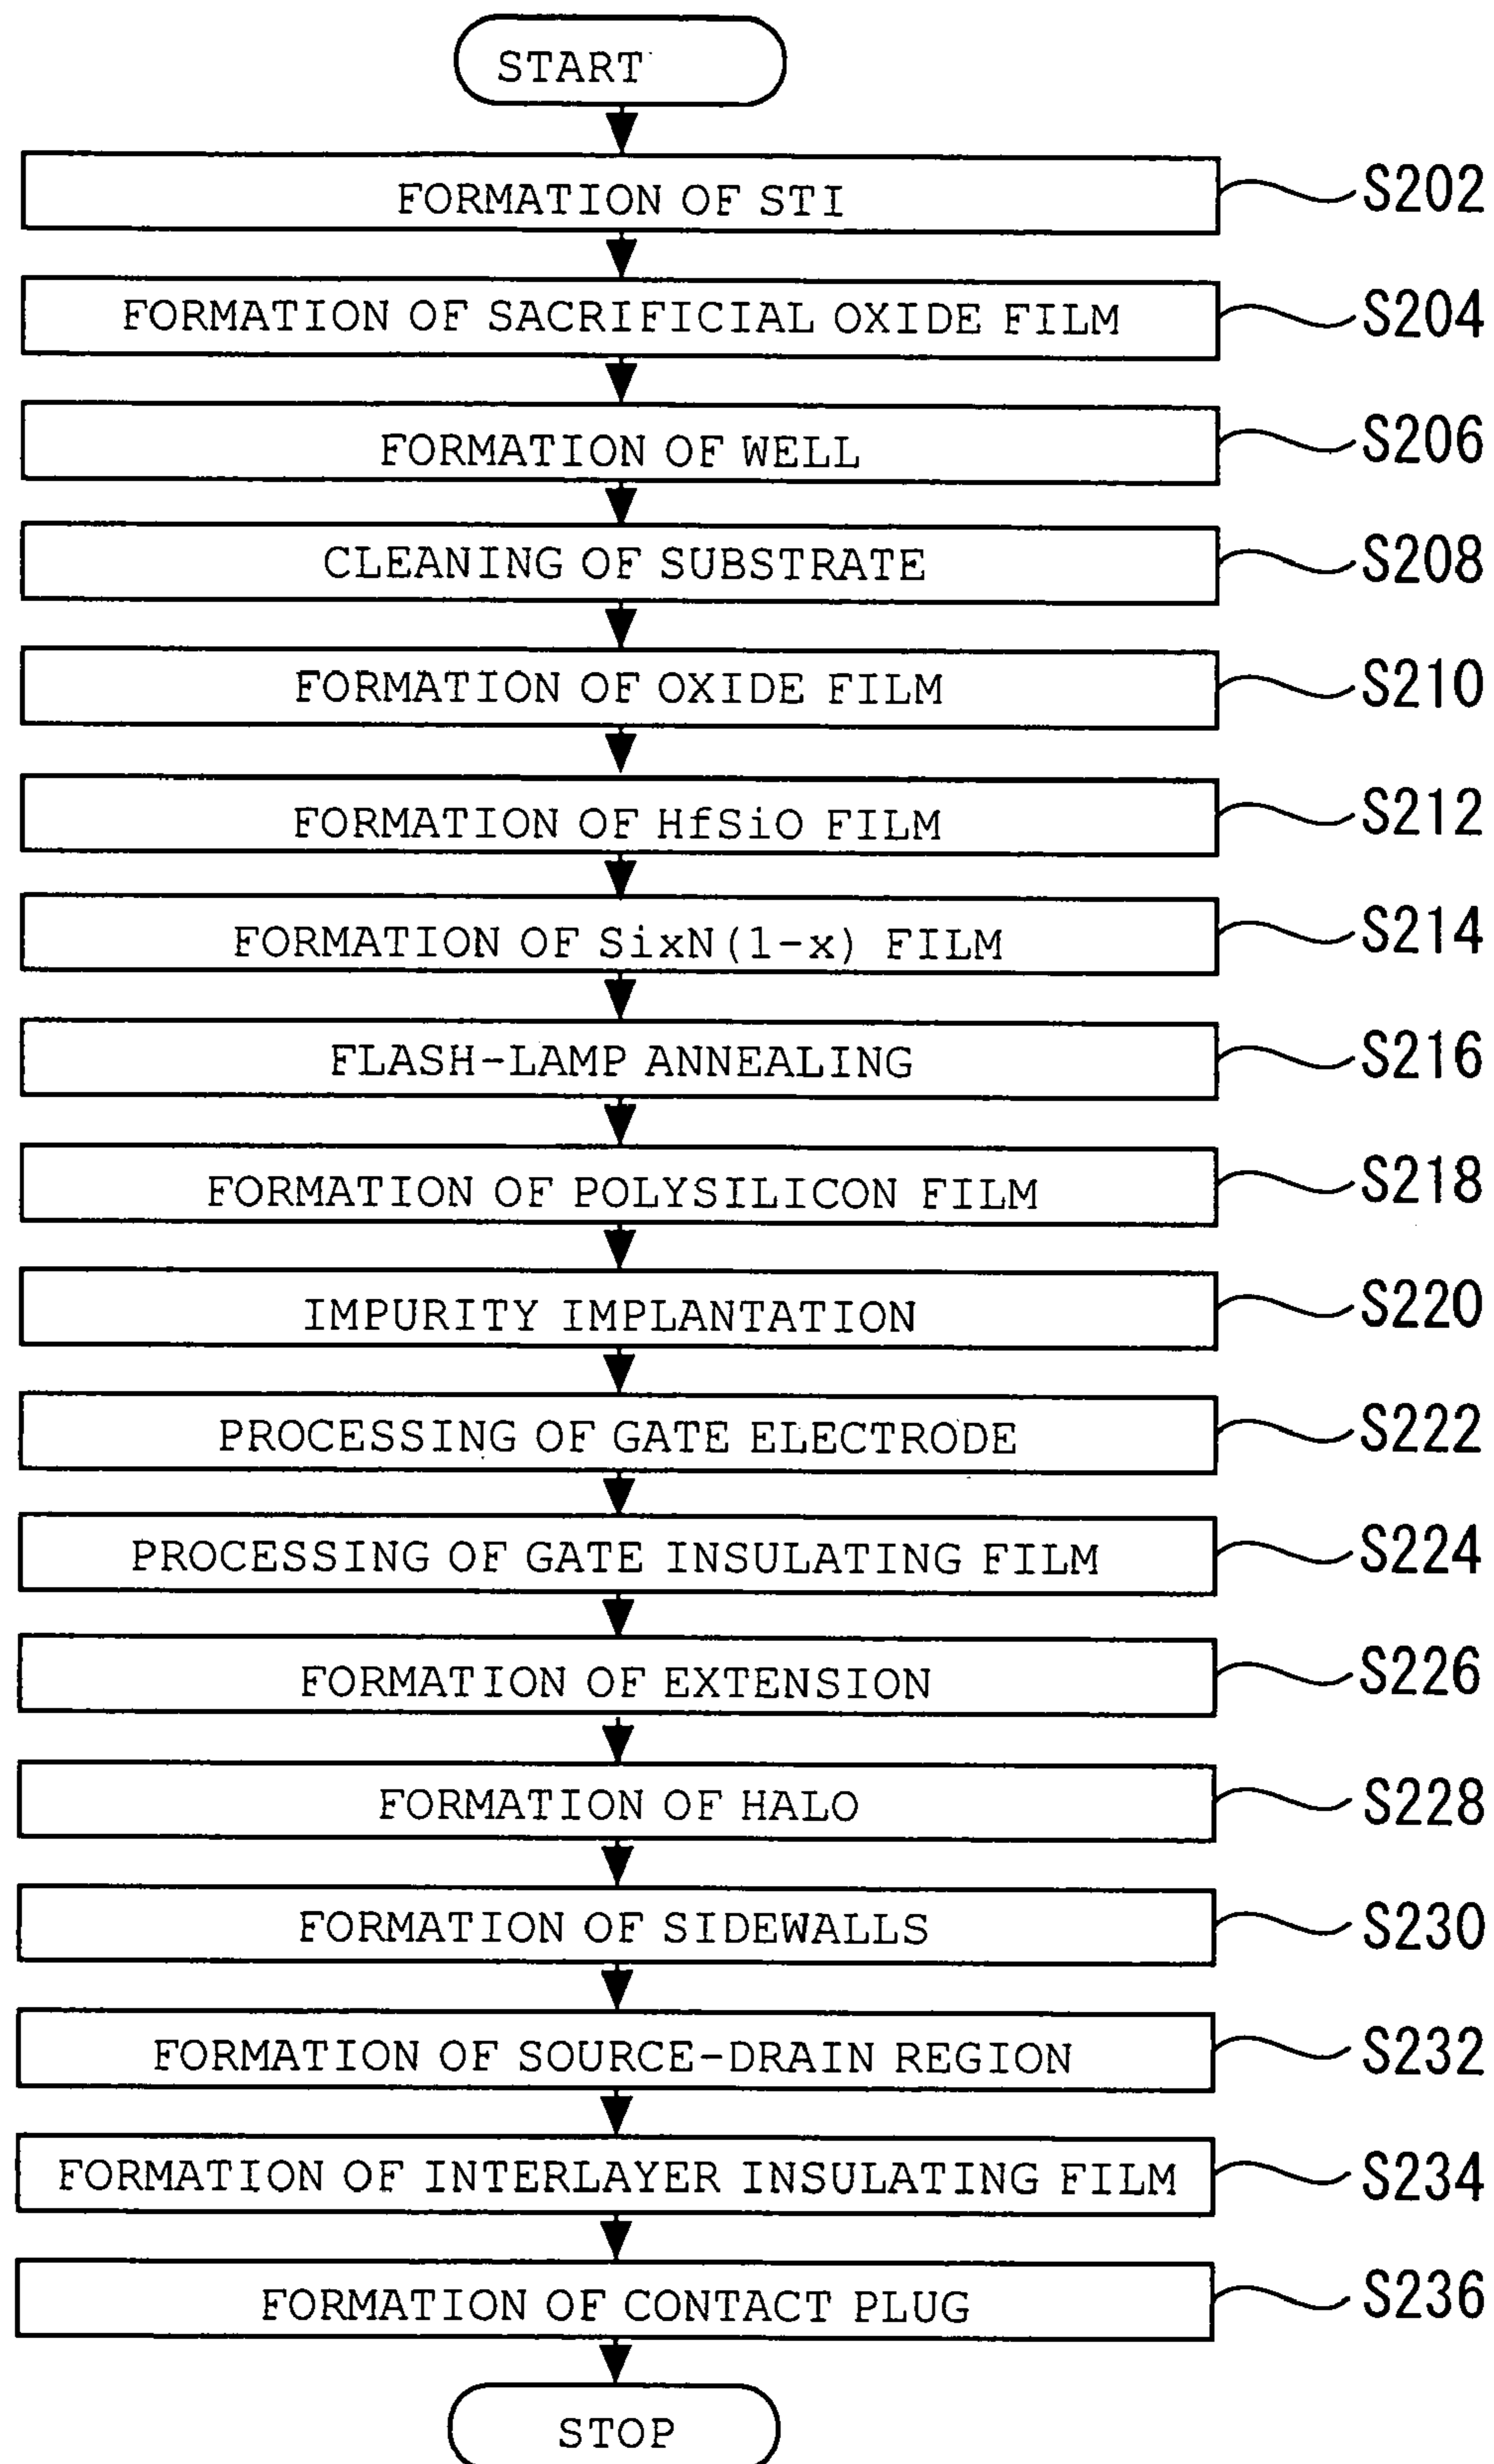 START
FORMATION OF STI S202
FORMATION OF SACRIFICIAL OXIDE FILM S204
FORMATION OF WELL S206
CLEANING OF SUBSTRATE S208
FORMATION OF OXIDE FILM S210
FORMATION OF HfSiO FILM S212
FORMATION OF SixN(1-x) FILM S214
FLASH-LAMP ANNEALING S216
FORMATION OF POLYSILICON FILM S218
IMPURITY IMPLANTATION S220
PROCESSING OF GATE ELECTRODE S222
PROCESSING OF GATE INSULATING FILM S224
FORMATION OF EXTENSION S226
FORMATION OF HALO S228
FORMATION OF SIDEWALLS S230
FORMATION OF SOURCE-DRAIN REGION S232
FORMATION OF INTERLAYER INSULATING FILM S234
FORMATION OF CONTACT PLUG S236
STOP